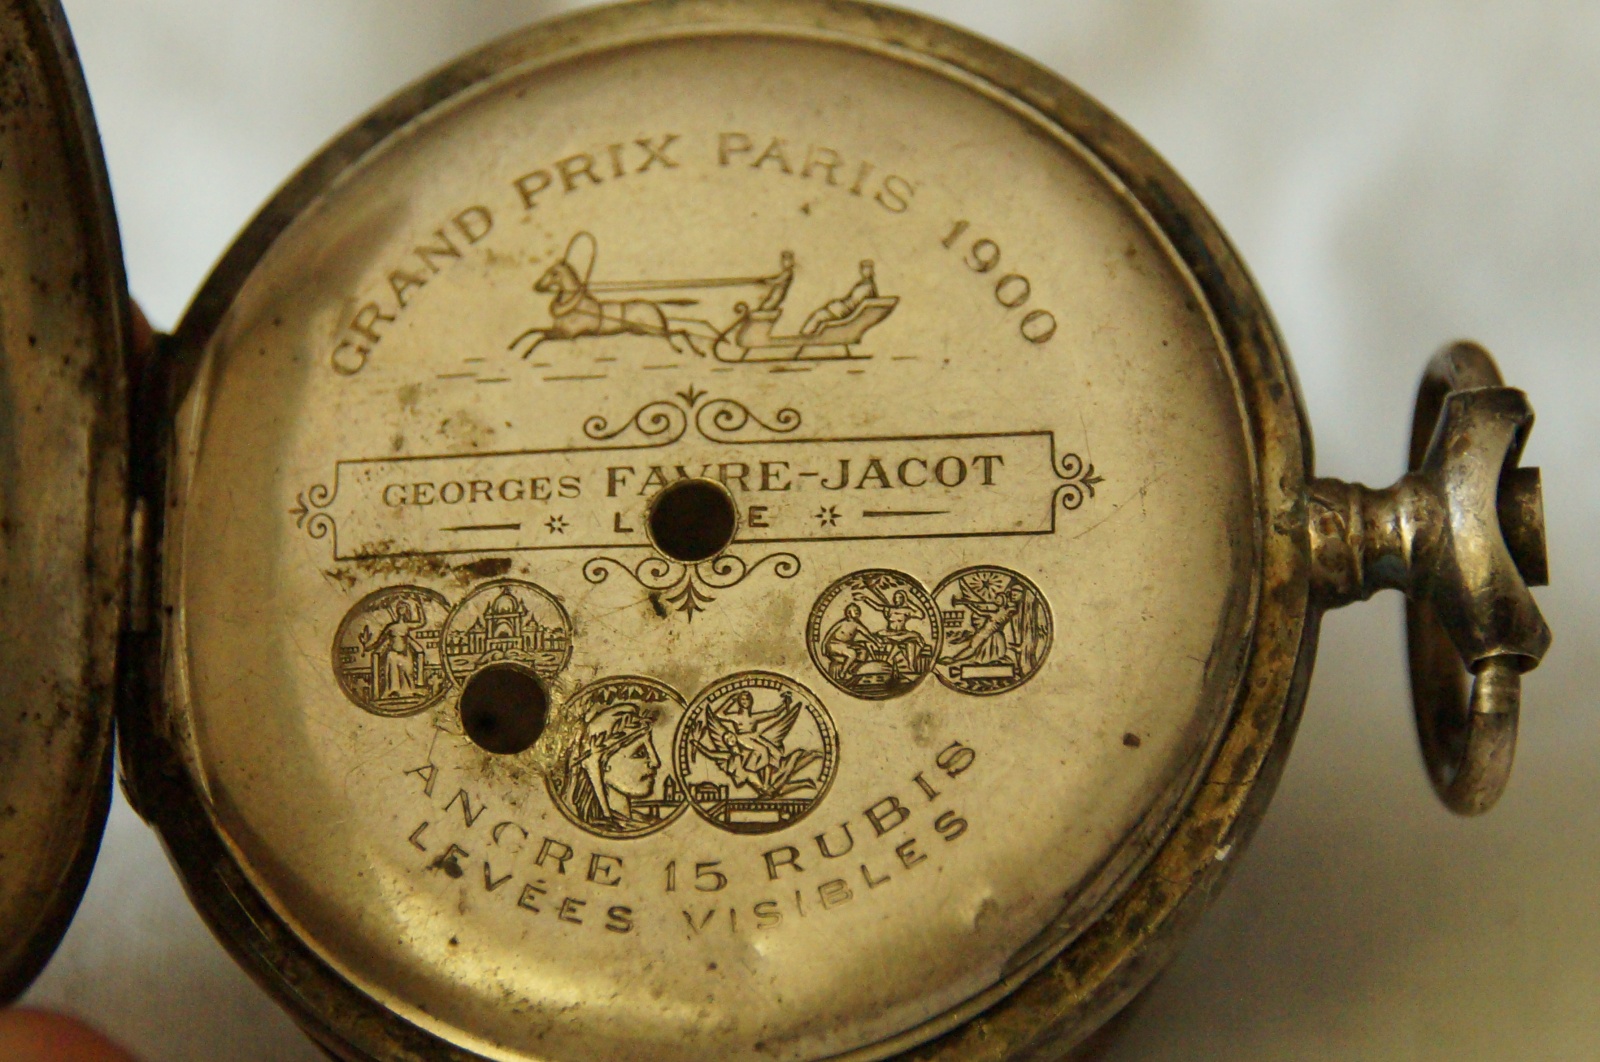 GRAND PRIX PARIS 1900
GEORGES FAVRE-JACOT
ANCRE 15 RUBIS
LEVÉES VISIBLES